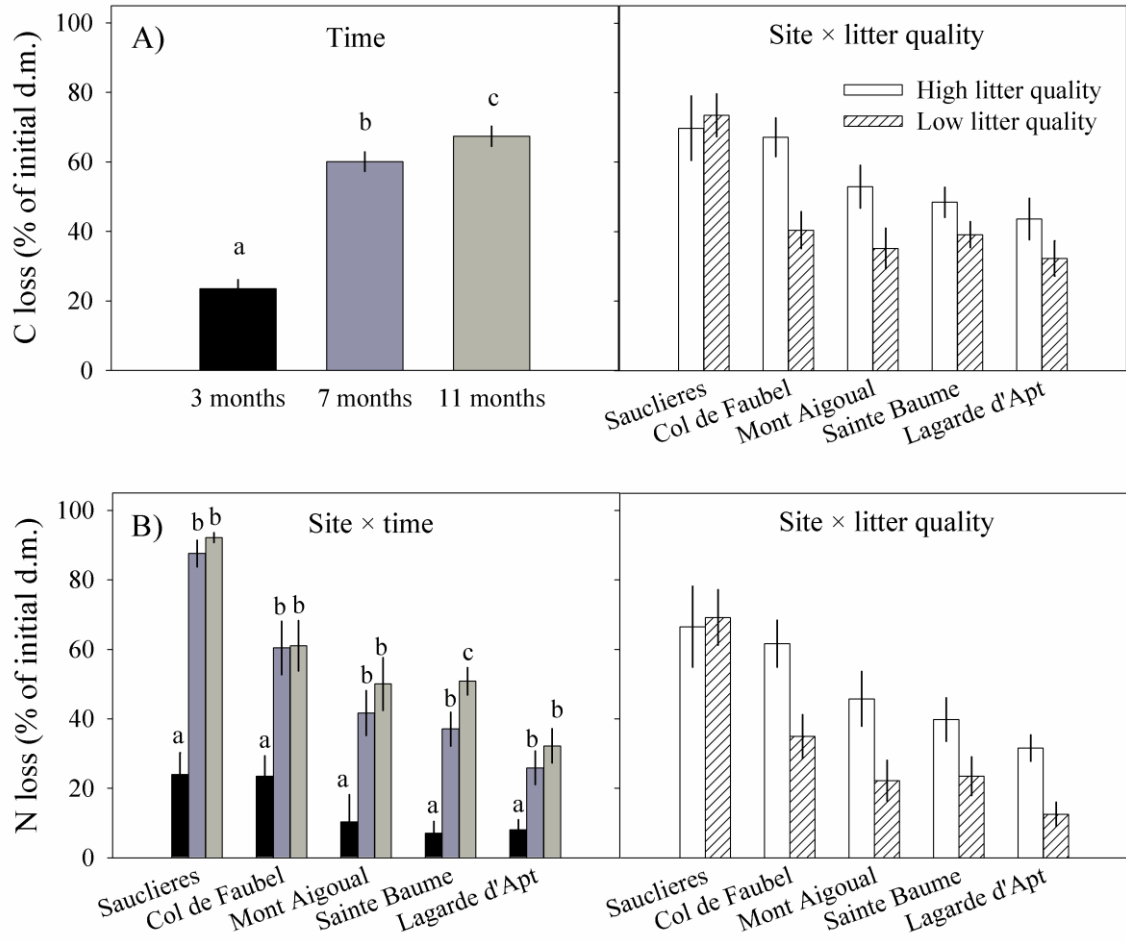 A)
Time
C loss (% of initial d.m.)
100
80
60
40
20
0
a
b
c
3 months
7 months
11 months
Site × litter quality
High litter quality
Low litter quality
Sauclieres
Col de Faubel
Mont Aigoual
Sainte Baume
Lagarde d'Apt
B)
Site × time
N loss (% of initial d.m.)
100
80
60
40
20
0
a
b
b
a
b
b
a
b
b
a
b
c
a
b
b
Sauclieres
Col de Faubel
Mont Aigoual
Sainte Baume
Lagarde d'Apt
Site × litter quality
Sauclieres
Col de Faubel
Mont Aigoual
Sainte Baume
Lagarde d'Apt